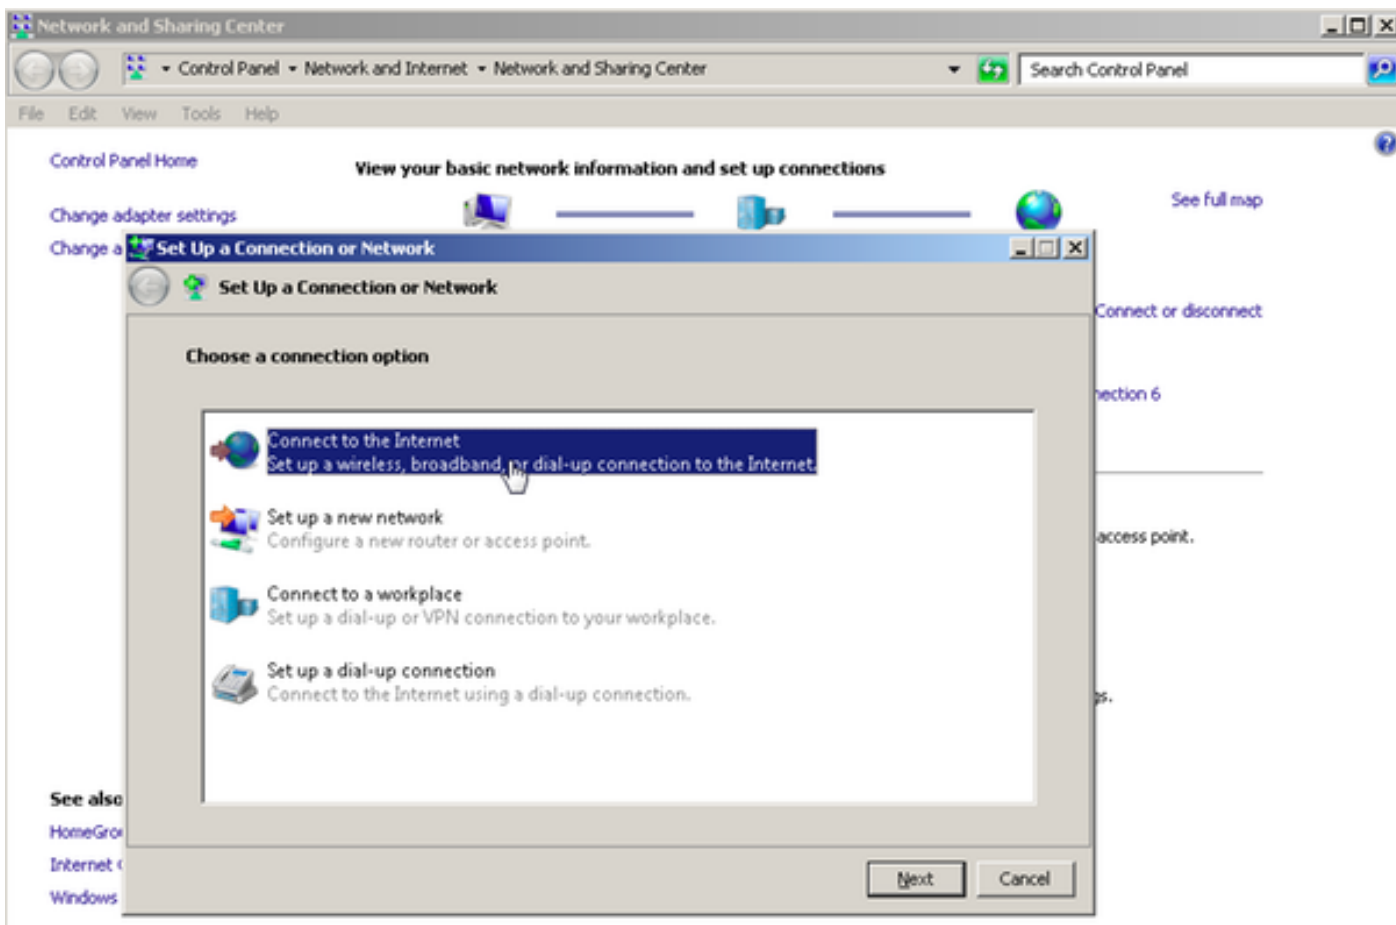 Network and Sharing Center
Control Panel Network and Internet Network and Sharing Center
Search Control Panel
File Edit View Tools Help
Control Panel Home
View your basic network information and set up connections
See full map
Change adapter settings
Change a
Set Up a Connection or Network
Set Up a Connection or Network
Connect or disconnect
Choose a connection option
nection 6
Connect to the Internet
Set up a wireless, broadband, or dial-up connection to the Internet.
Set up a new network
Configure a new router or access point.
access point.
Connect to a workplace
Set up a dial-up or VPN connection to your workplace.
Set up a dial-up connection
Connect to the Internet using a dial-up connection.
gs.
See also
HomeGro
Internet
Windows
Next
Cancel